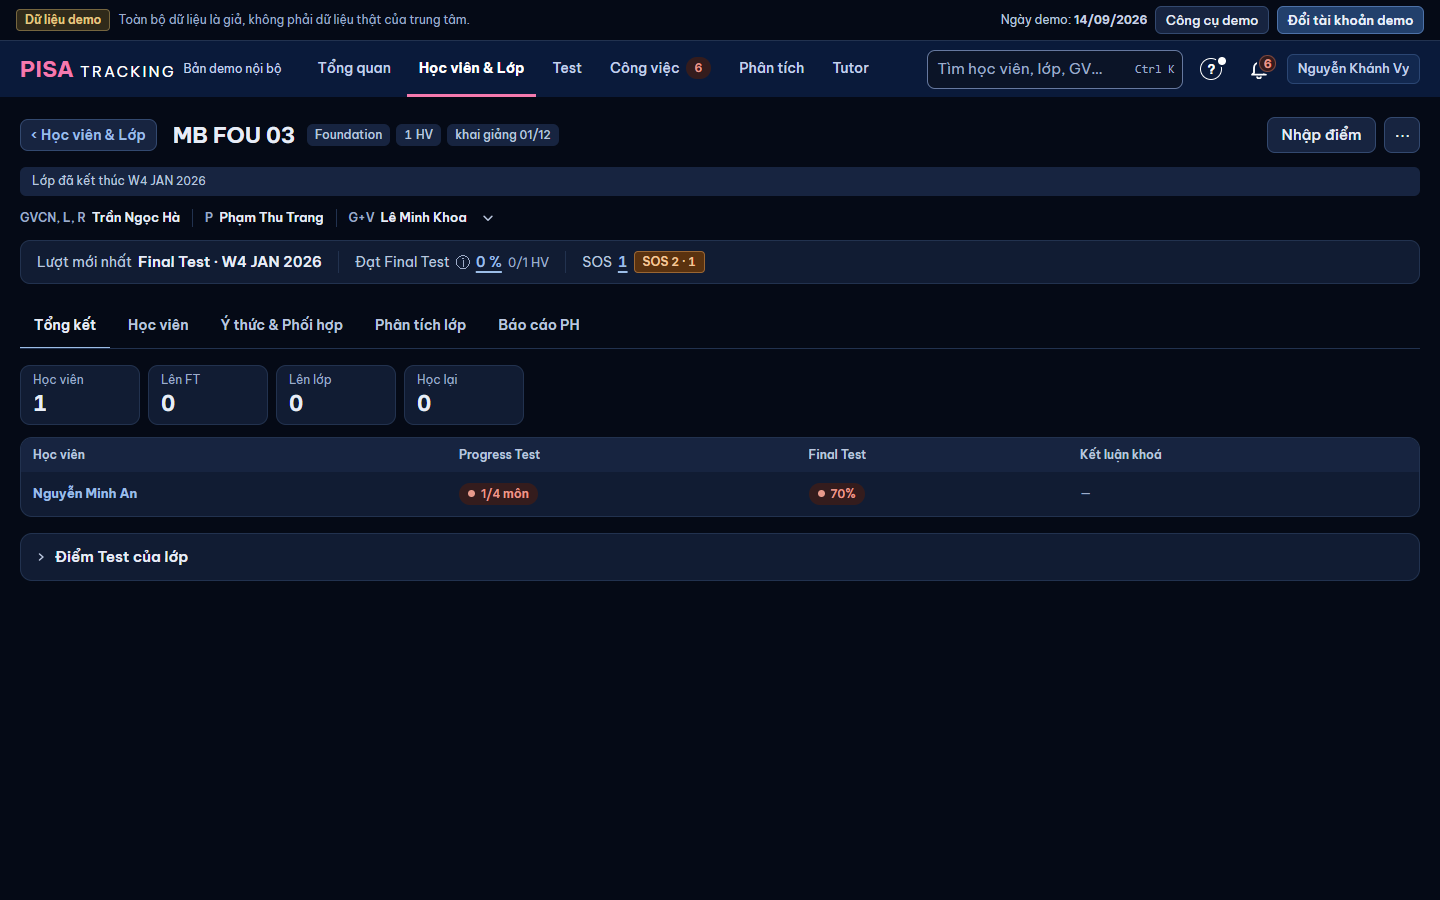 Dữ liệu demo Toàn bộ dữ liệu là giả, không phải dữ liệu thật của trung tâm. Ngày demo: 14/09/2026 Công cụ demo Đổi tài khoản demo
PISA TRACKING Bản demo nội bộ Tổng quan Học viên & Lớp Test Công việc 6 Phân tích Tutor Tìm học viên, lớp, GV... Ctrl K ? 6 Nguyễn Khánh Vy
‹ Học viên & Lớp MB FOU 03 Foundation 1 HV khai giảng 01/12 Nhập điểm ...
Lớp đã kết thúc W4 JAN 2026
GVCN, L, R Trần Ngọc Hà P Phạm Thu Trang G+V Lê Minh Khoa
Lượt mới nhất Final Test · W4 JAN 2026 Đạt Final Test ⓘ 0 % 0/1 HV SOS 1 SOS 2 · 1
Tổng kết Học viên Ý thức & Phối hợp Phân tích lớp Báo cáo PH
Học viên Lên FT Lên lớp Học lại
1 0 0 0
Học viên Progress Test Final Test Kết luận khoá
Nguyễn Minh An 1/4 môn 70% —
› Điểm Test của lớp